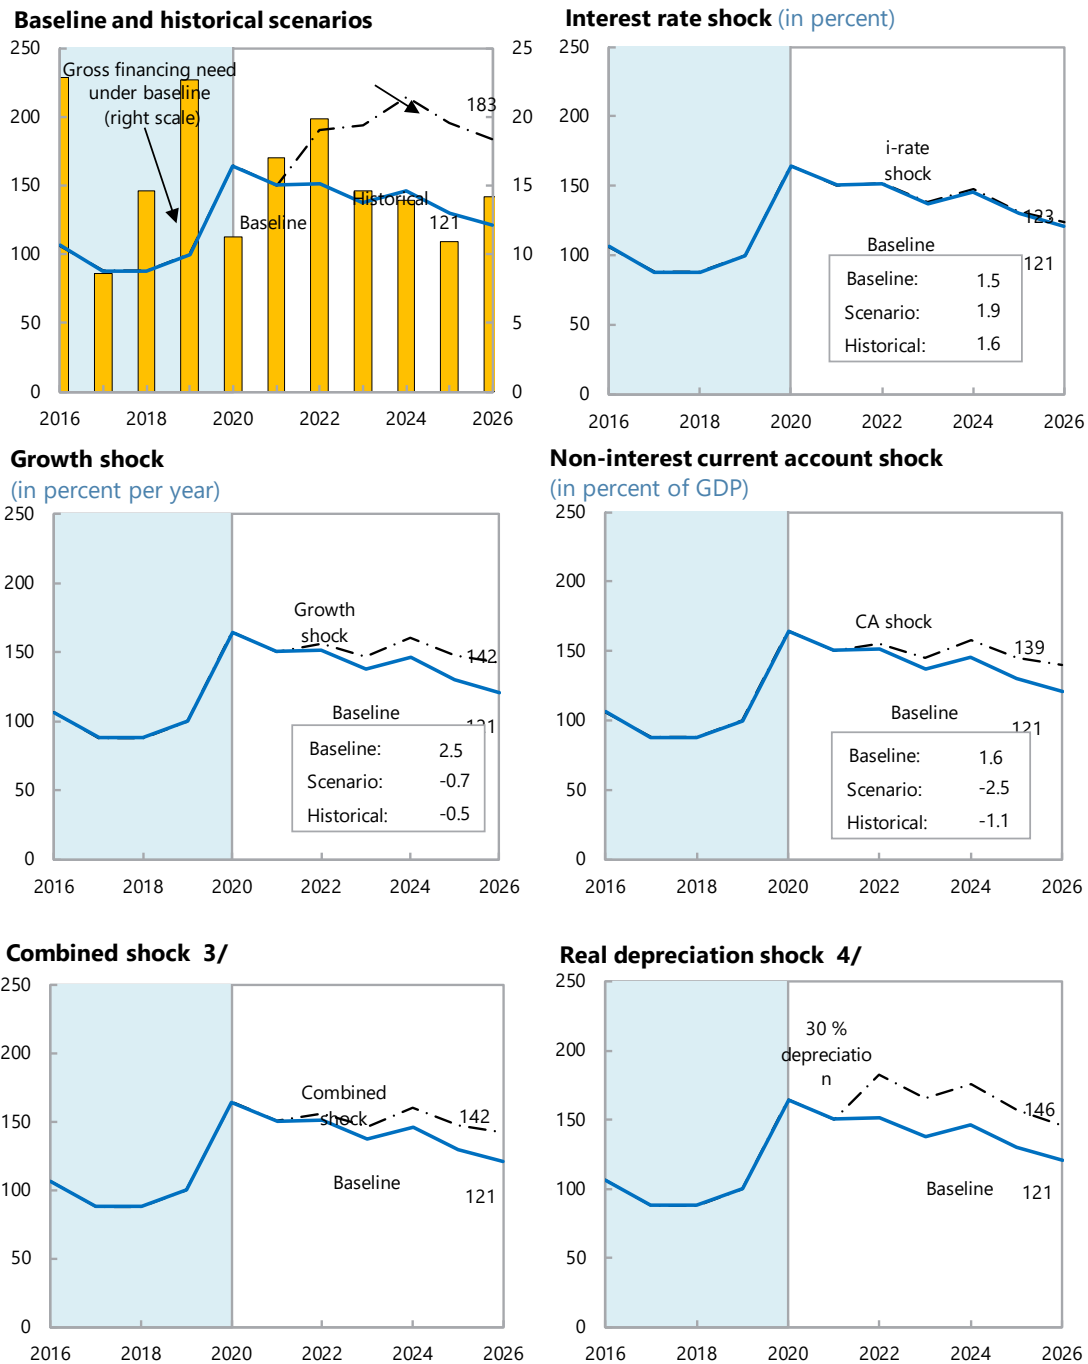 Baseline and historical scenarios
250
200
150
100
50
0
25
20
15
10
5
0
Gross financing need
under baseline
(right scale)
183
Historical
Baseline
121
2016 2018 2020 2022 2024 2026
Interest rate shock (in percent)
250
200
150
100
50
0
i-rate
shock
123
Baseline
121
Baseline: 1.5
Scenario: 1.9
Historical: 1.6
2016 2018 2020 2022 2024 2026
Growth shock
(in percent per year)
250
200
150
100
50
0
Growth
shock
142
Baseline
121
Baseline: 2.5
Scenario: -0.7
Historical: -0.5
2016 2018 2020 2022 2024 2026
Non-interest current account shock
(in percent of GDP)
250
200
150
100
50
0
CA shock
139
Baseline
121
Baseline: 1.6
Scenario: -2.5
Historical: -1.1
2016 2018 2020 2022 2024 2026
Combined shock 3/
250
200
150
100
50
0
Combined
shock
142
Baseline
121
2016 2018 2020 2022 2024 2026
Real depreciation shock 4/
250
200
150
100
50
0
30 %
depreciatio
n
146
Baseline
121
2016 2018 2020 2022 2024 2026